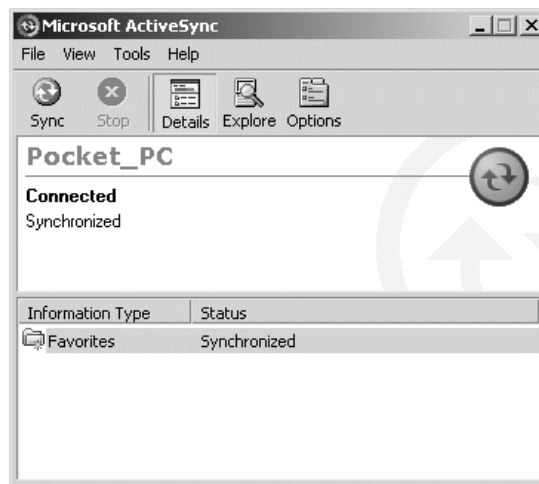 Microsoft ActiveSync
File View Tools Help
Sync Stop Details Explore Options
Pocket_PC
Connected
Synchronized
Information Type Status
Favorites Synchronized